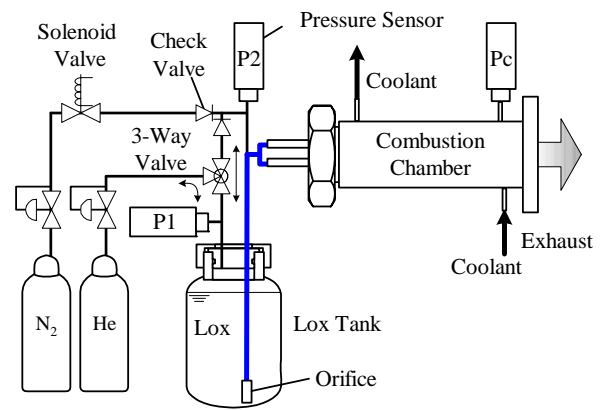 Pressure Sensor
Solenoid
Valve
Check
Valve
P2
Pc
Coolant
3-Way
Valve
Combustion
Chamber
P1
Exhaust
Coolant
N₂
He
Lox
Lox Tank
Orifice